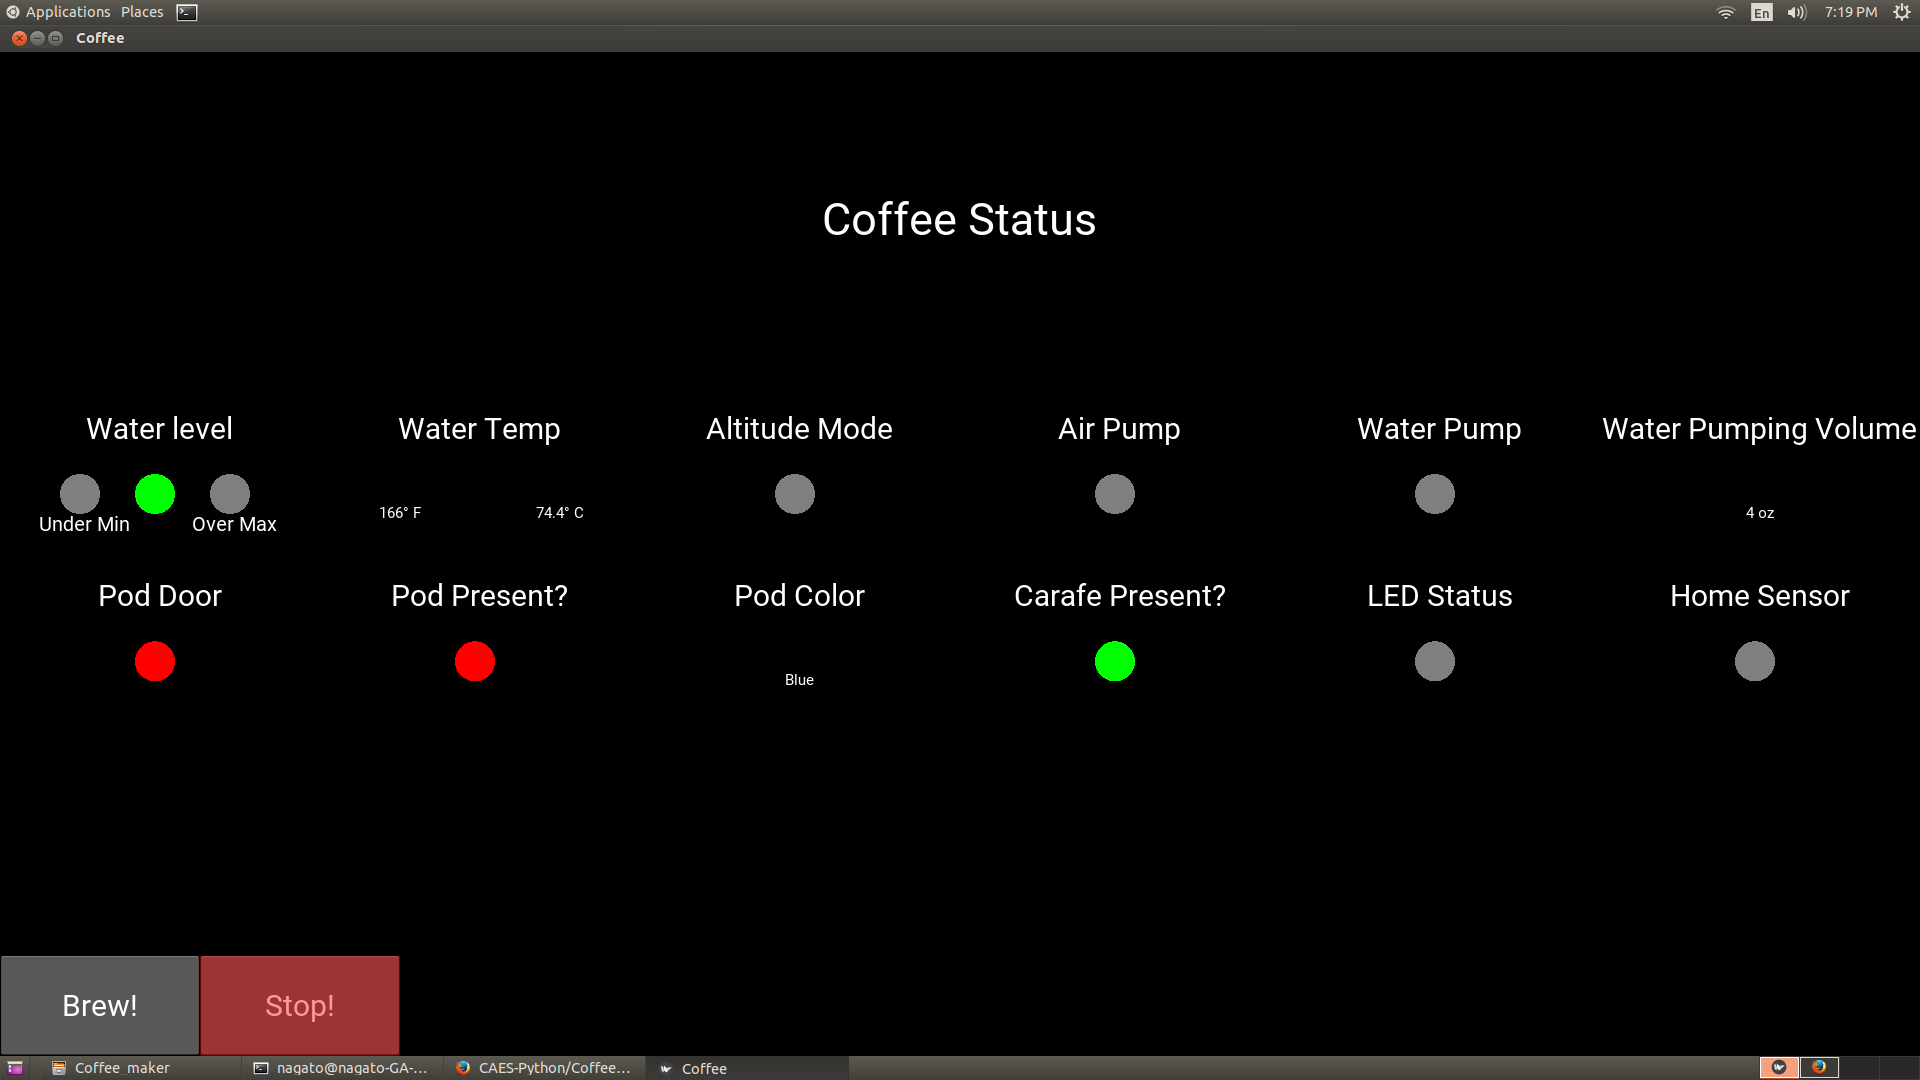 Applications Places En 7:19 PM
Coffee
Coffee Status
Water level Water Temp Altitude Mode Air Pump Water Pump Water Pumping Volume
166° F 74.4° C 4 oz
Under Min Over Max
Pod Door Pod Present? Pod Color Carafe Present? LED Status Home Sensor
Blue
Brew! Stop!
Coffee_maker nagato@nagato-GA-... CAES-Python/Coffee... Coffee